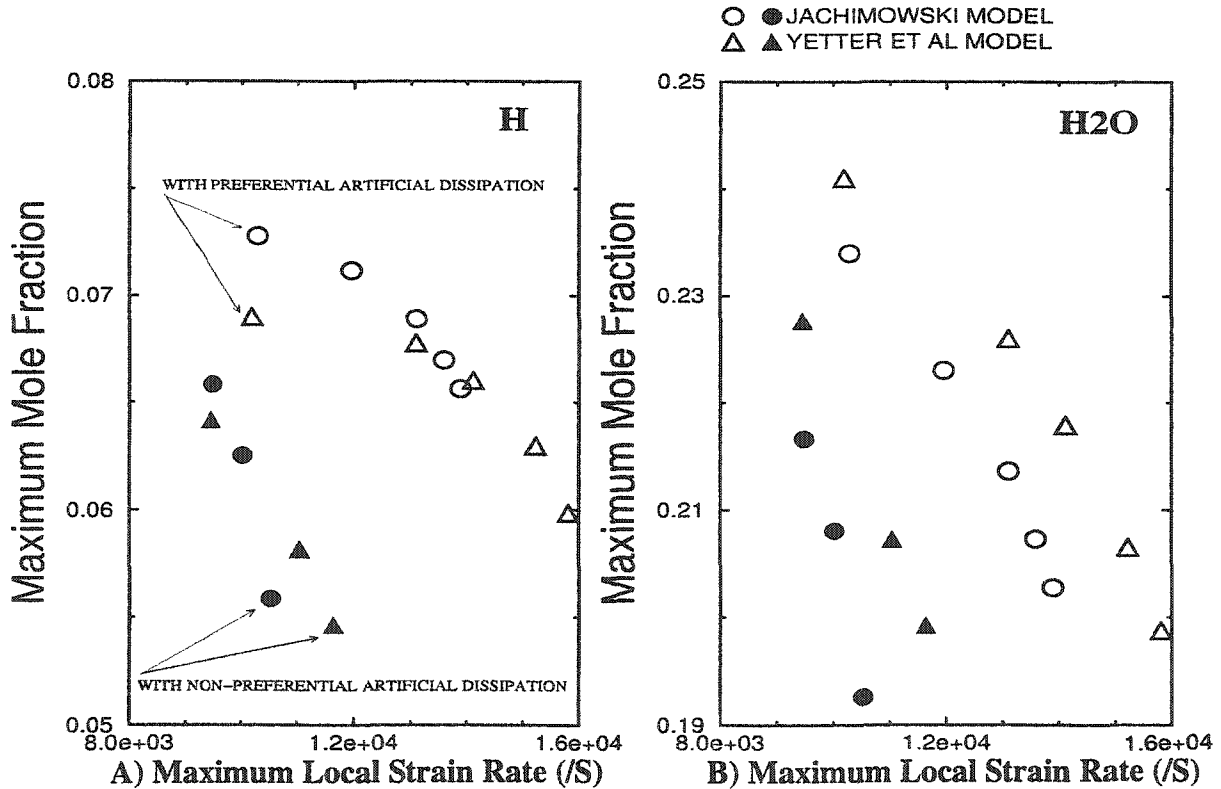 JACHIMOWSKI MODEL
YETTER ET AL MODEL
0.08
H
WITH PREFERENTIAL ARTIFICIAL DISSIPATION
0.07
0.06
WITH NON-PREFERENTIAL ARTIFICIAL DISSIPATION
0.05
8.0e+03
1.2e+04
1.6e+04
Maximum Mole Fraction
A) Maximum Local Strain Rate (/S)
0.25
H2O
0.23
0.21
0.19
8.0e+03
1.2e+04
1.6e+04
Maximum Mole Fraction
B) Maximum Local Strain Rate (/S)